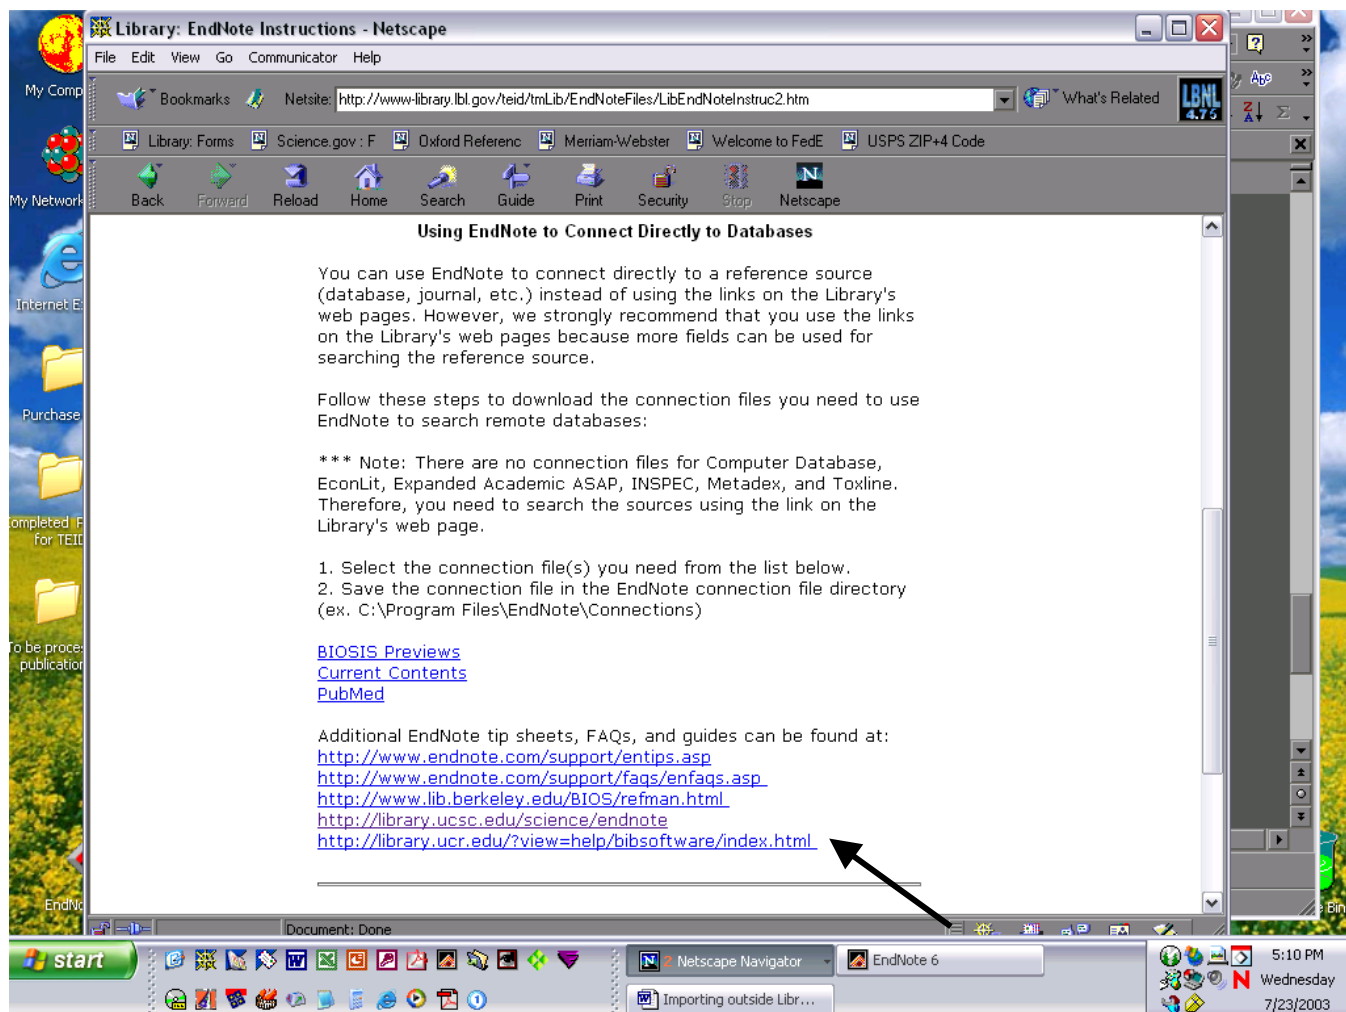 Library: EndNote Instructions - Netscape
File Edit View Go Communicator Help
My Comp
Bookmarks Netsite: http://www-library.lbl.gov/teid/tmLib/EndNoteFiles/LibEndNoteInstruc2.htm What's Related
LBNL
4.75
Library: Forms Science.gov : F Oxford Referenc Merriam-Webster Welcome to FedE USPS ZIP+4 Code
My Network
Back Forward Reload Home Search Guide Print Security Stop Netscape
Using EndNote to Connect Directly to Databases
You can use EndNote to connect directly to a reference source
(database, journal, etc.) instead of using the links on the Library's
web pages. However, we strongly recommend that you use the links
on the Library's web pages because more fields can be used for
searching the reference source.
Internet E
Follow these steps to download the connection files you need to use
EndNote to search remote databases:
Purchase
*** Note: There are no connection files for Computer Database,
EconLit, Expanded Academic ASAP, INSPEC, Metadex, and Toxline.
Therefore, you need to search the sources using the link on the
Library's web page.
ompleted F
for TEID
1. Select the connection file(s) you need from the list below.
2. Save the connection file in the EndNote connection file directory
(ex. C:\Program Files\EndNote\Connections)
To be proce
publication
BIOSIS Previews
Current Contents
PubMed
Additional EndNote tip sheets, FAQs, and guides can be found at:
http://www.endnote.com/support/entips.asp
http://www.endnote.com/support/faqs/enfaqs.asp
http://www.lib.berkeley.edu/BIOS/refman.html
http://library.ucsc.edu/science/endnote
http://library.ucr.edu/?view=help/bibsoftware/index.html
EndNo
e Bin
Document: Done
start
2 Netscape Navigator
EndNote 6
5:10 PM
Wednesday
Importing outside Libr...
7/23/2003